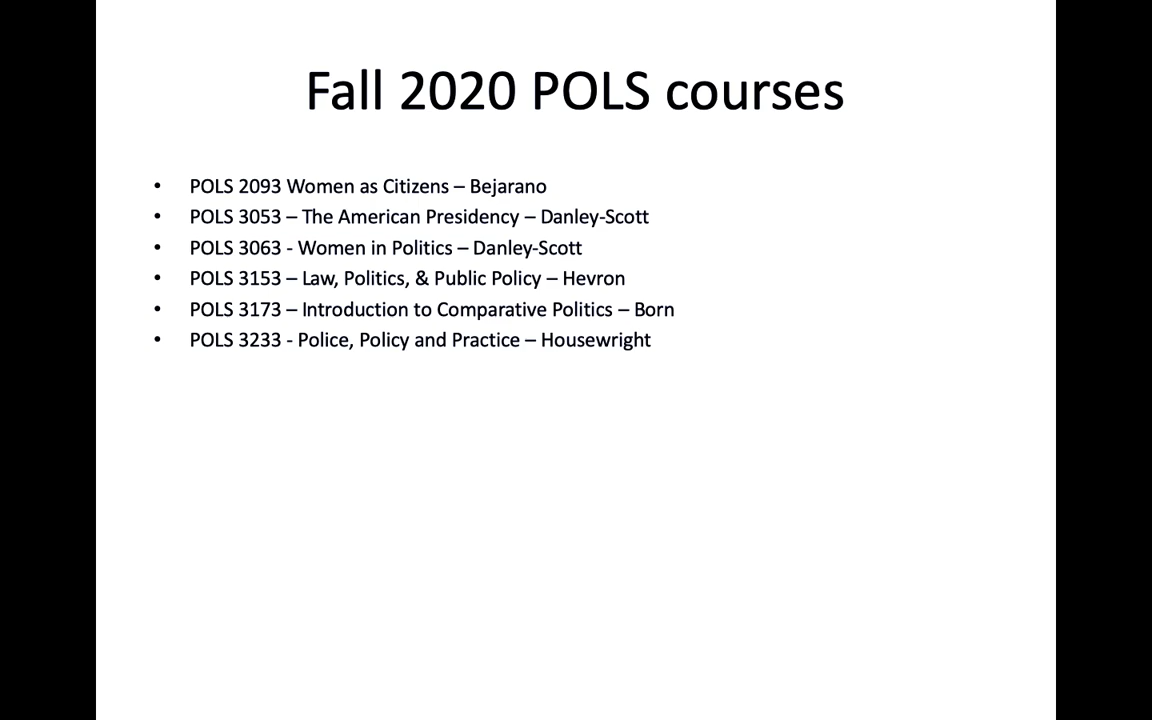 Fall 2020 POLS courses
• POLS 2093 Women as Citizens – Bejarano
• POLS 3053 – The American Presidency – Danley-Scott
• POLS 3063 - Women in Politics – Danley-Scott
• POLS 3153 – Law, Politics, & Public Policy – Hevron
• POLS 3173 – Introduction to Comparative Politics – Born
• POLS 3233 - Police, Policy and Practice – Housewright